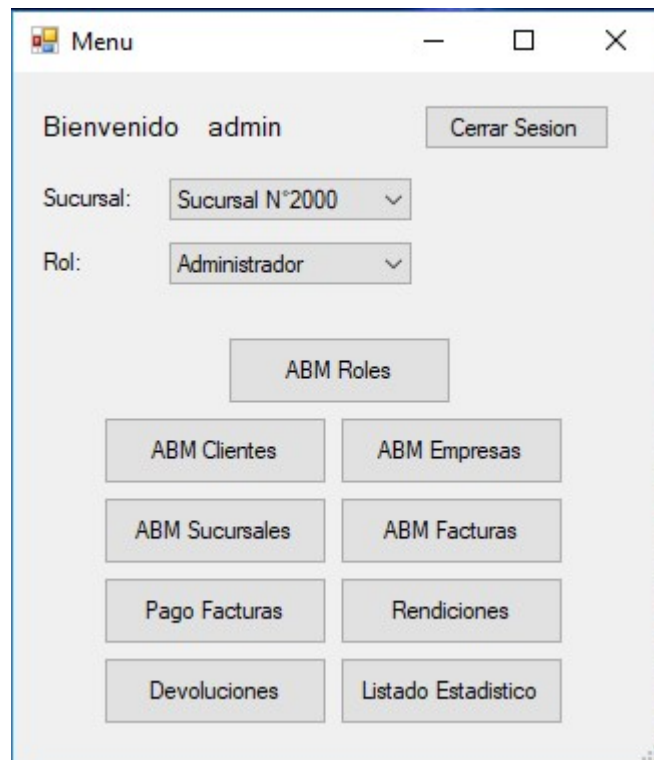 Menu
Bienvenido admin
Cerrar Sesion
Sucursal: Sucursal N°2000
Rol: Administrador
ABM Roles
ABM Clientes ABM Empresas
ABM Sucursales ABM Facturas
Pago Facturas Rendiciones
Devoluciones Listado Estadistico